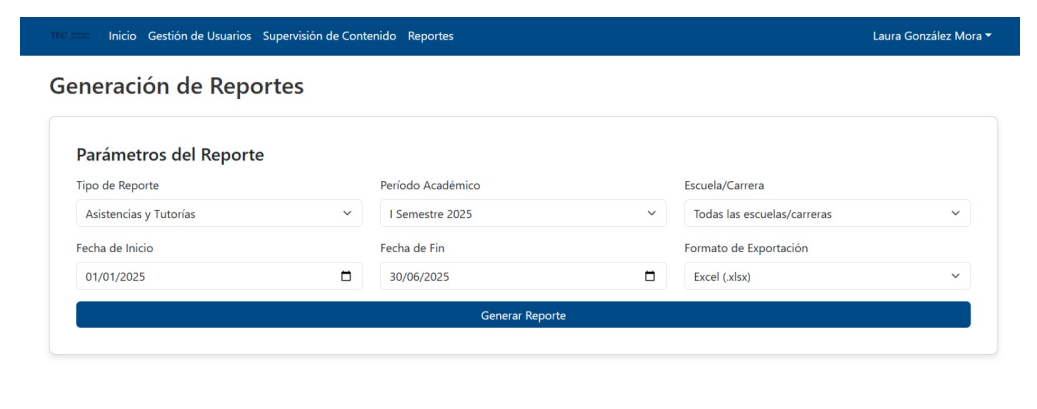 TEC Inicio Gestión de Usuarios Supervisión de Contenido Reportes Laura González Mora
Generación de Reportes
Parámetros del Reporte
Tipo de Reporte Período Académico Escuela/Carrera
Asistencias y Tutorías I Semestre 2025 Todas las escuelas/carreras
Fecha de Inicio Fecha de Fin Formato de Exportación
01/01/2025 30/06/2025 Excel (.xlsx)
Generar Reporte